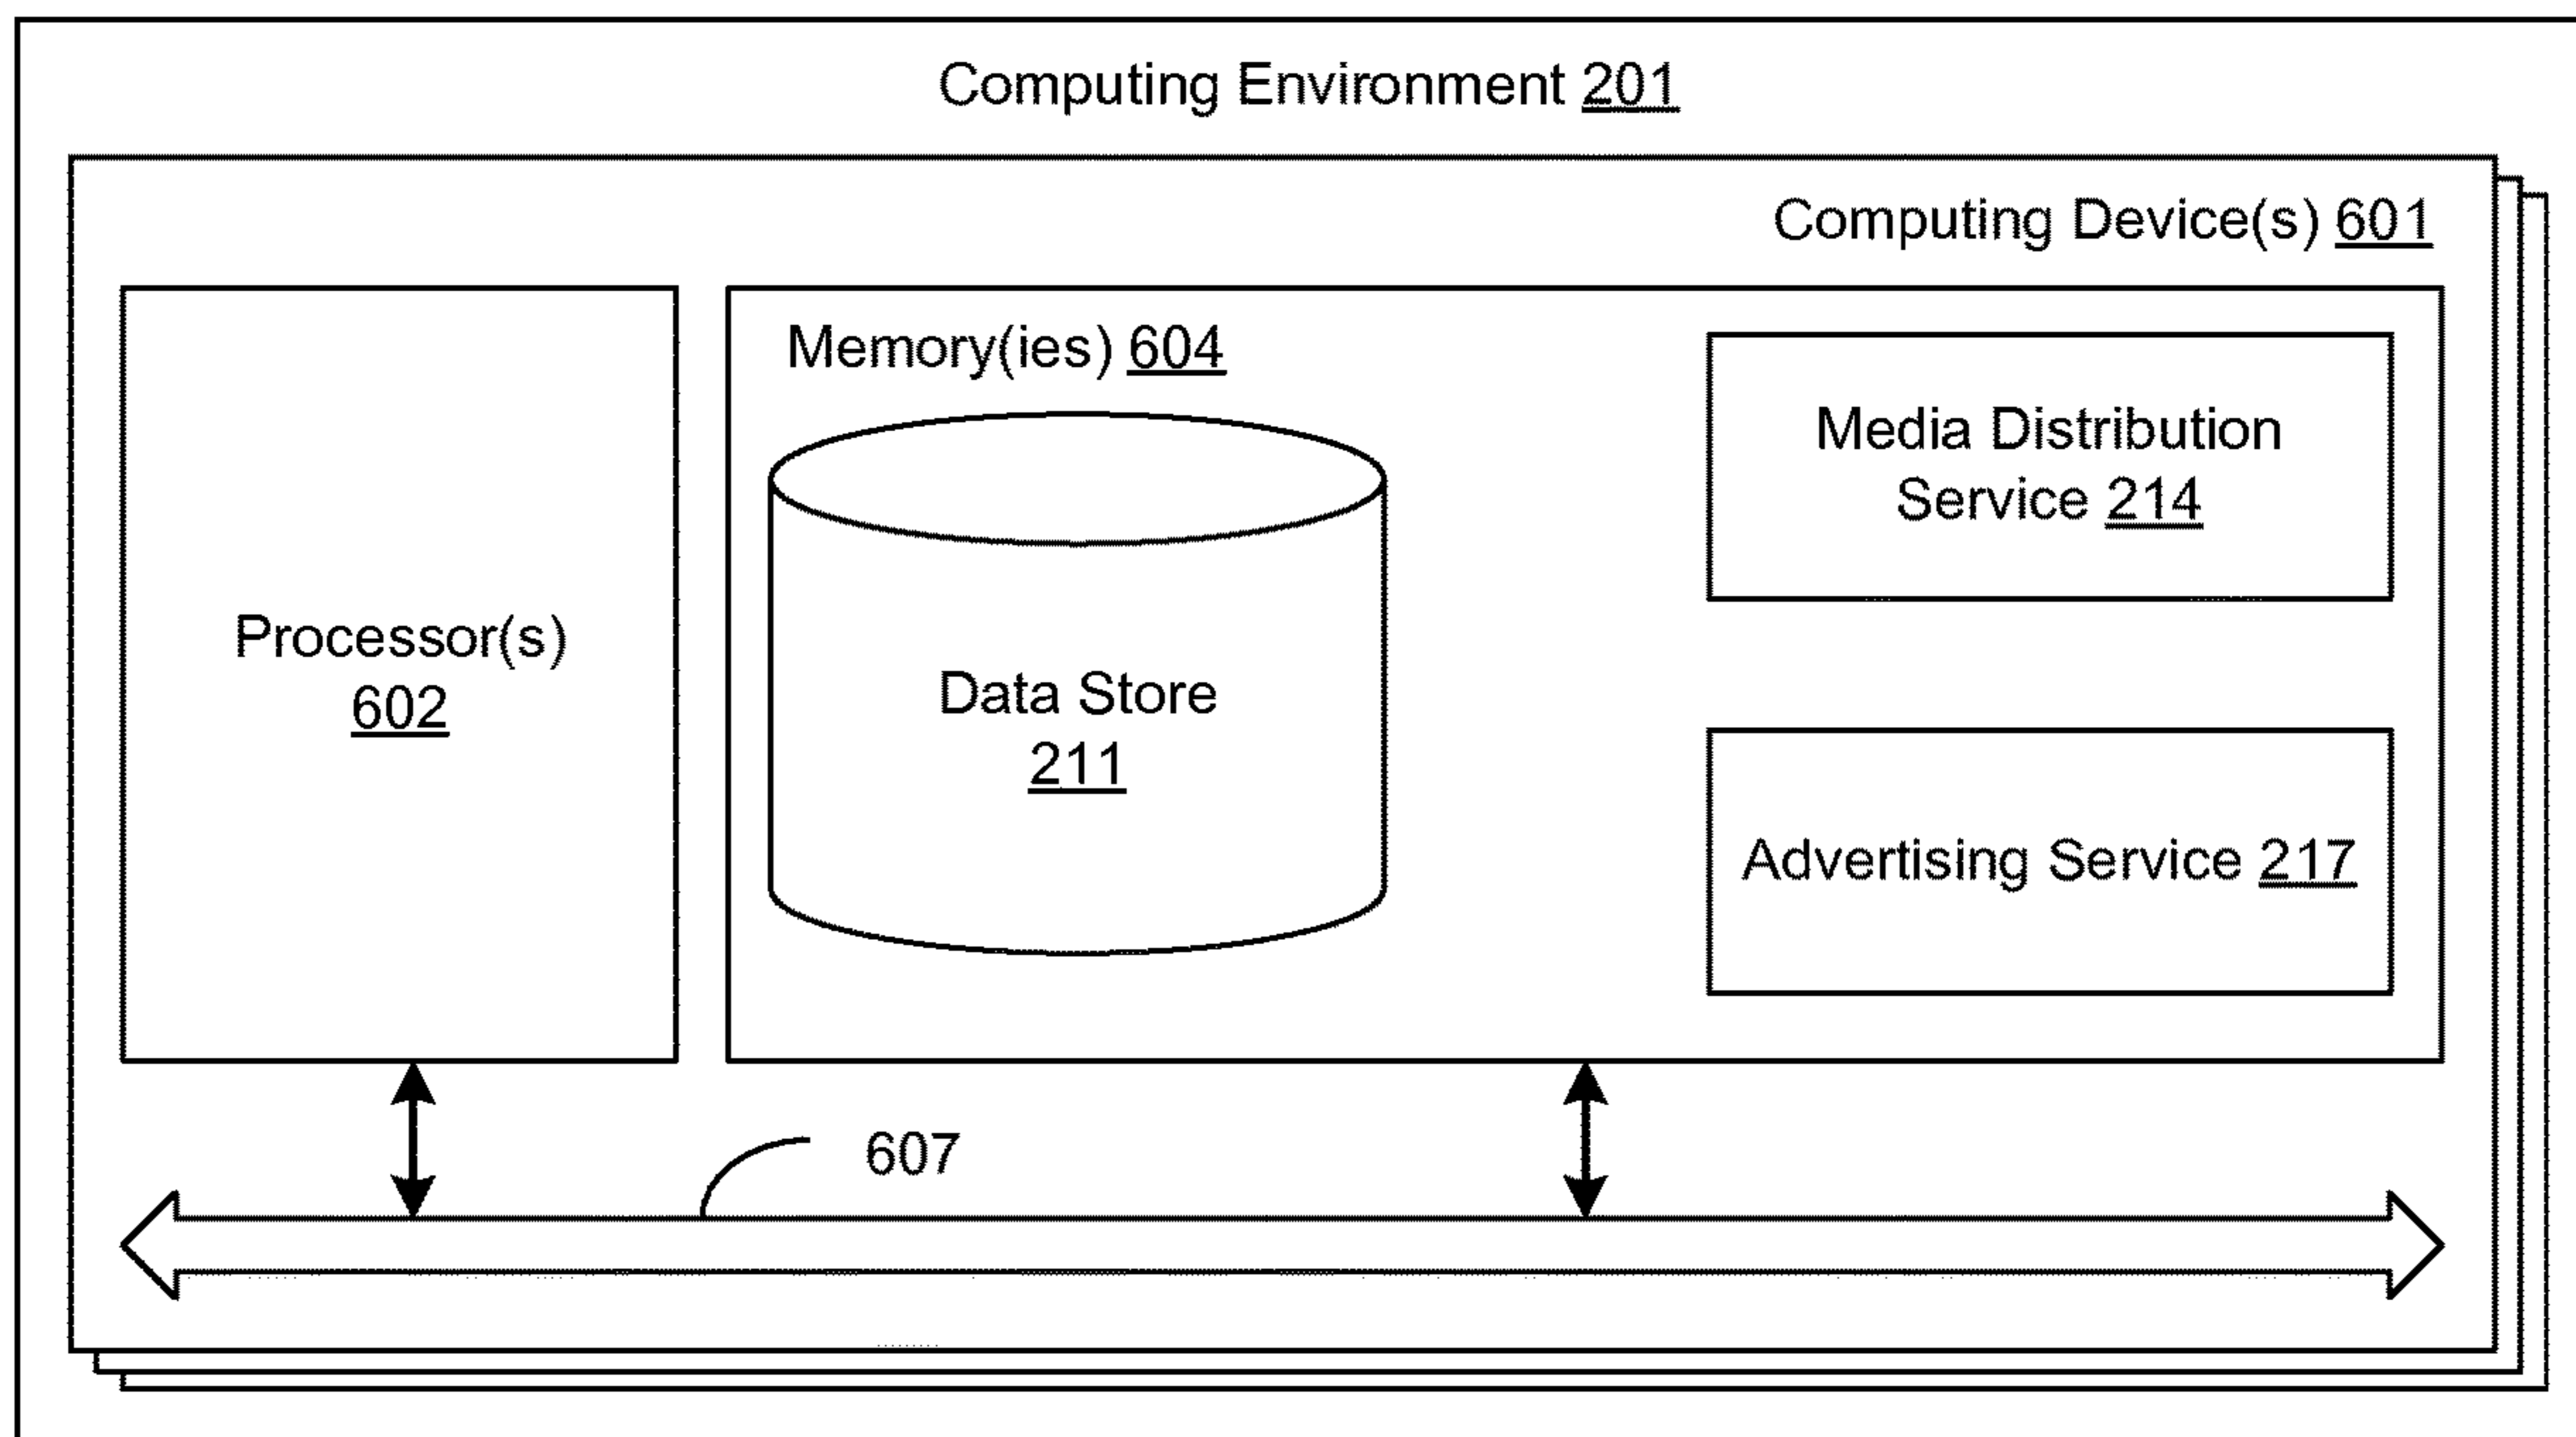 Computing Environment 201
Computing Device(s) 601
Memory(ies) 604
Media Distribution
Service 214
Processor(s)
602
Data Store
211
Advertising Service 217
607